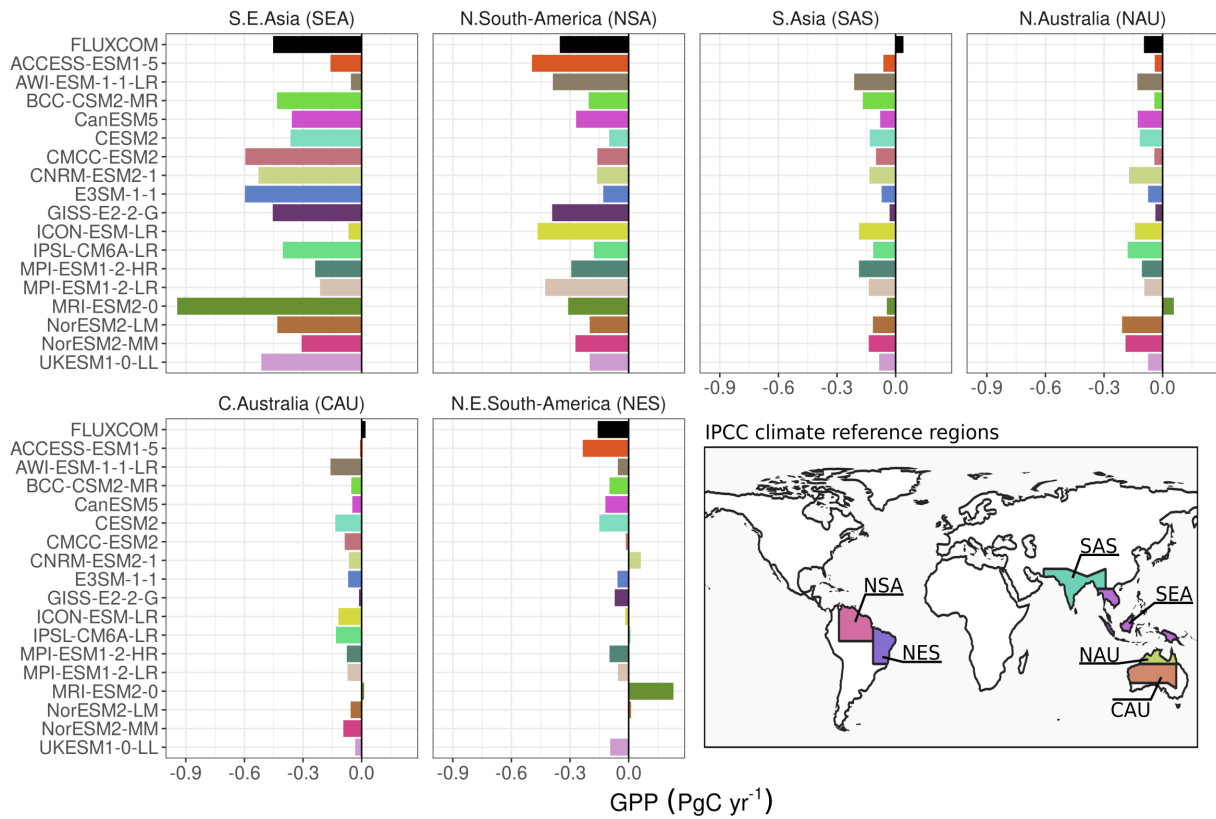 S.E.Asia (SEA)
N.South-America (NSA)
S.Asia (SAS)
N.Australia (NAU)
FLUXCOM
ACCESS-ESM1-5
AWI-ESM-1-1-LR
BCC-CSM2-MR
CanESM5
CESM2
CMCC-ESM2
CNRM-ESM2-1
E3SM-1-1
GISS-E2-2-G
ICON-ESM-LR
IPSL-CM6A-LR
MPI-ESM1-2-HR
MPI-ESM1-2-LR
MRI-ESM2-0
NorESM2-LM
NorESM2-MM
UKESM1-0-LL
-0.9 -0.6 -0.3 0.0
-0.9 -0.6 -0.3 0.0
C.Australia (CAU)
N.E.South-America (NES)
FLUXCOM
ACCESS-ESM1-5
AWI-ESM-1-1-LR
BCC-CSM2-MR
CanESM5
CESM2
CMCC-ESM2
CNRM-ESM2-1
E3SM-1-1
GISS-E2-2-G
ICON-ESM-LR
IPSL-CM6A-LR
MPI-ESM1-2-HR
MPI-ESM1-2-LR
MRI-ESM2-0
NorESM2-LM
NorESM2-MM
UKESM1-0-LL
-0.9 -0.6 -0.3 0.0
-0.9 -0.6 -0.3 0.0
GPP (PgC yr⁻¹)
IPCC climate reference regions
SAS
NSA
SEA
NES
NAU
CAU